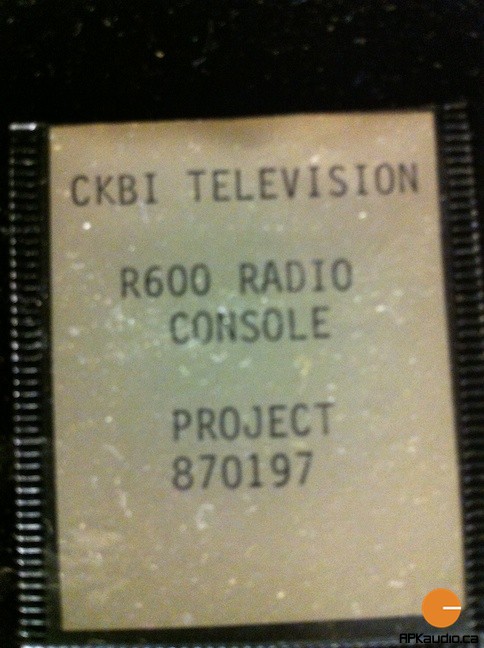 CKBI TELEVISION
R600 RADIO
CONSOLE
PROJECT
870197
APKaudio.ca